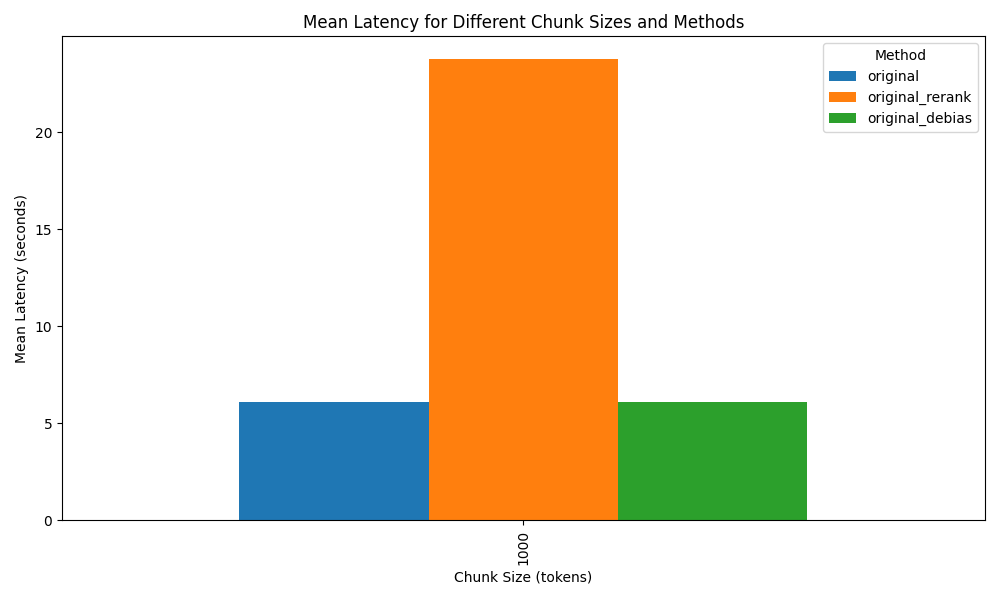 Mean Latency for Different Chunk Sizes and Methods
Method
original
original_rerank
original_debias
Mean Latency (seconds)
20
15
10
5
0
1000
Chunk Size (tokens)